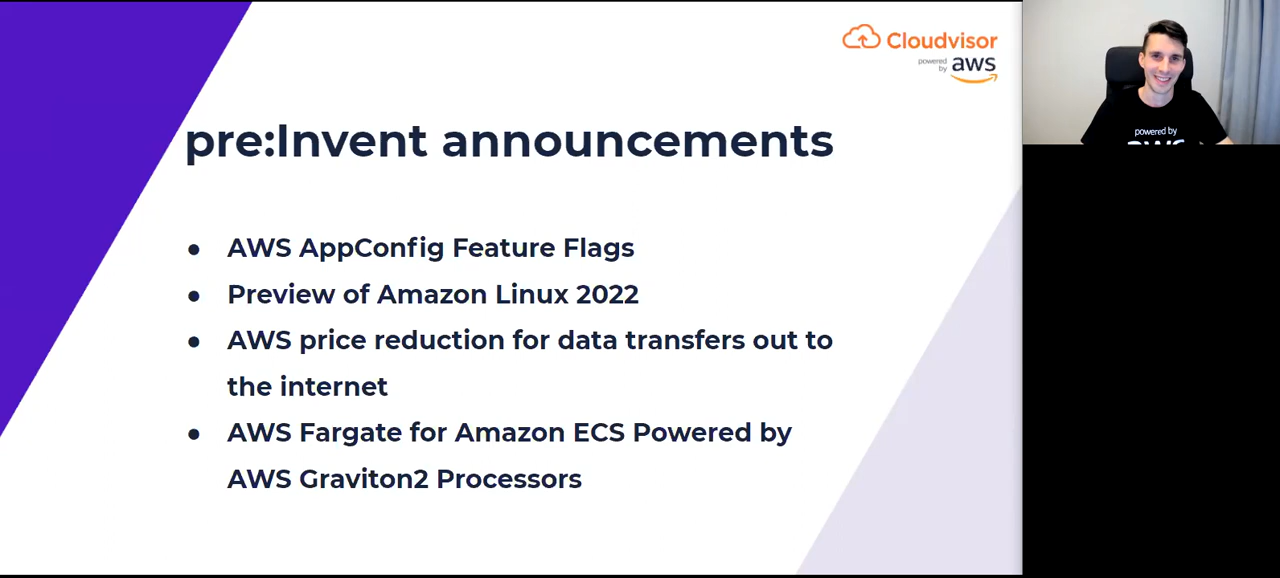 Cloudvisor
powered by aws
pre:Invent announcements
● AWS AppConfig Feature Flags
● Preview of Amazon Linux 2022
● AWS price reduction for data transfers out to
the internet
● AWS Fargate for Amazon ECS Powered by
AWS Graviton2 Processors
powered by
aws